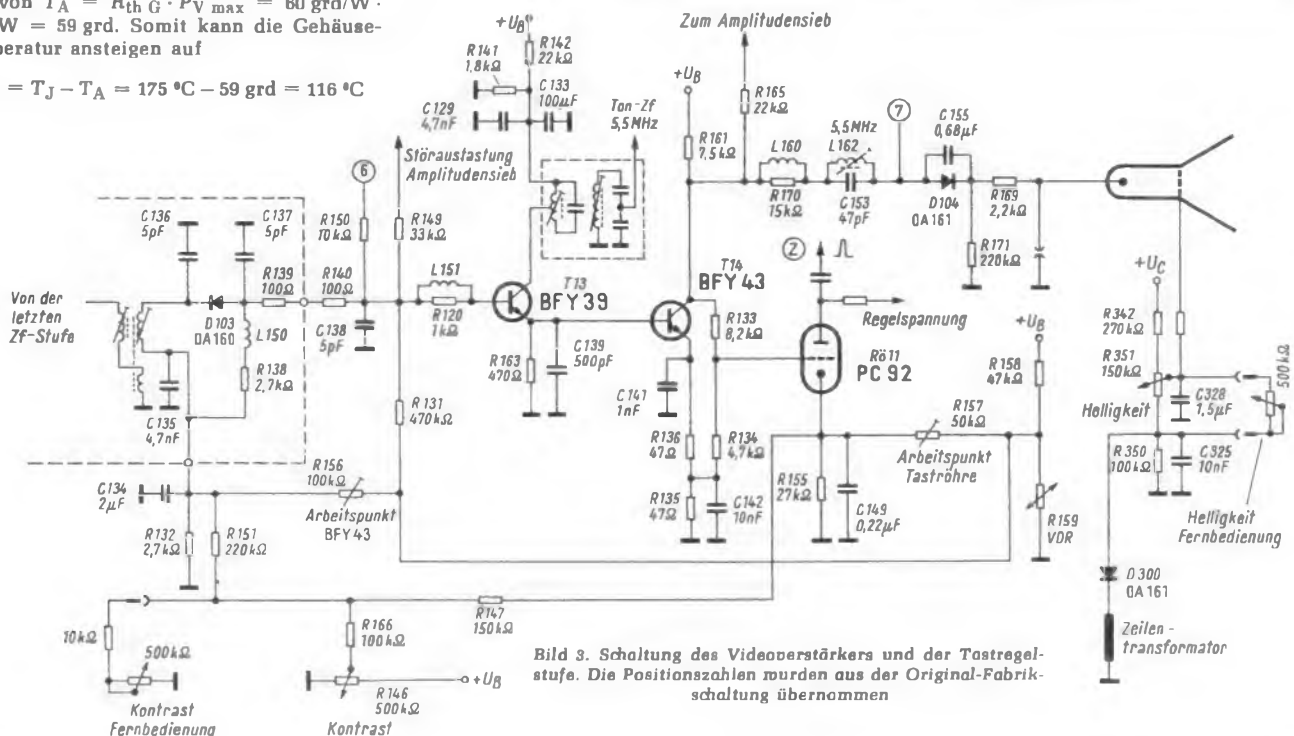 von T_A = R_th G · P_V max = 60 grd/W ·
W = 59 grd. Somit kann die Gehäuse-
peratur ansteigen auf
= T_J – T_A = 175 °C – 59 grd = 116 °C
+U_B
R142
22kΩ
R141
1,8kΩ
C133
100µF
C129
4,7nF
Ton-Zf
5,5MHz
Störaustastung
Amplitudensieb
6
R150
10kΩ
R149
33kΩ
C136
5pF
C137
5pF
R139
100Ω
R140
100Ω
L151
R120
1kΩ
T13
BFY39
Von der
letzten
Zf-Stufe
D103
OA160
L150
R138
2,7kΩ
C138
5pF
R163
470Ω
C139
500pF
R131
470kΩ
C135
4,7nF
C134
2µF
R156
100kΩ
Arbeitspunkt
BFY43
R132
2,7kΩ
R151
220kΩ
10kΩ
500kΩ
Kontrast
Fernbedienung
R166
100kΩ
R147
150kΩ
R146
500kΩ
+U_B
Kontrast
Zum Amplitudensieb
+U_B
R165
22kΩ
R161
7,5kΩ
L160
R170
15kΩ
5,5MHz
L162
C153
47pF
7
C155
0,68µF
D104
OA161
R169
2,2kΩ
R171
220kΩ
T14
BFY43
R133
8,2kΩ
Z
Regelspannung
Rö11
PC92
C141
1nF
R136
47Ω
R134
4,7kΩ
R135
47Ω
C142
10nF
R155
27kΩ
C149
0,22µF
R157
50kΩ
Arbeitspunkt
Taströhre
+U_B
R158
47kΩ
R159
VDR
+U_C
R342
270kΩ
R351
150kΩ
Helligkeit
C328
1,5µF
500kΩ
R350
100kΩ
C325
10nF
Helligkeit
Fernbedienung
D300
OA161
Zeilen-
transformator
Bild 3. Schaltung des Videoverstärkers und der Tastregel-
stufe. Die Positionszahlen wurden aus der Original-Fabrik-
schaltung übernommen